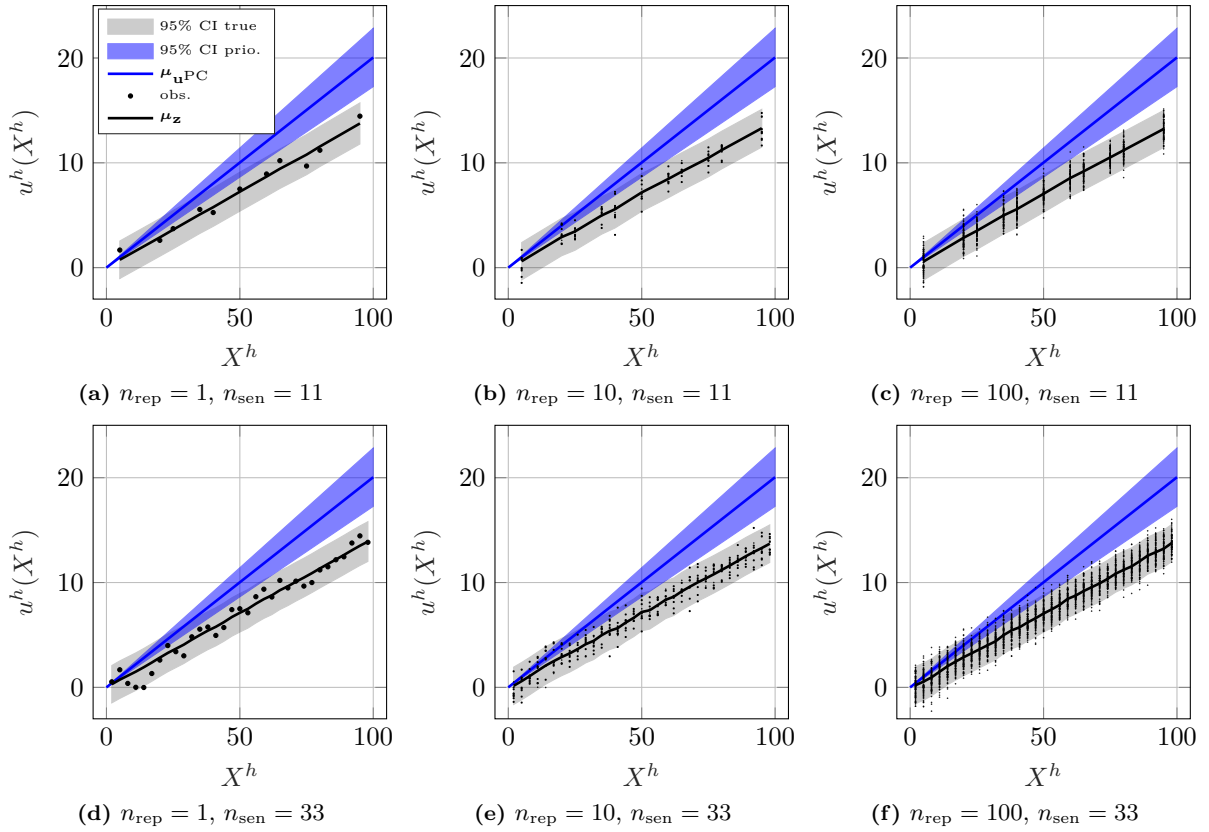 95% CI true
95% CI prio.
μ_u^PC
obs.
μ_z
u^h(X^h)
20
10
0
0
50
100
X^h
(a) n_rep = 1, n_sen = 11
u^h(X^h)
20
10
0
0
50
100
X^h
(b) n_rep = 10, n_sen = 11
u^h(X^h)
20
10
0
0
50
100
X^h
(c) n_rep = 100, n_sen = 11
u^h(X^h)
20
10
0
0
50
100
X^h
(d) n_rep = 1, n_sen = 33
u^h(X^h)
20
10
0
0
50
100
X^h
(e) n_rep = 10, n_sen = 33
u^h(X^h)
20
10
0
0
50
100
X^h
(f) n_rep = 100, n_sen = 33